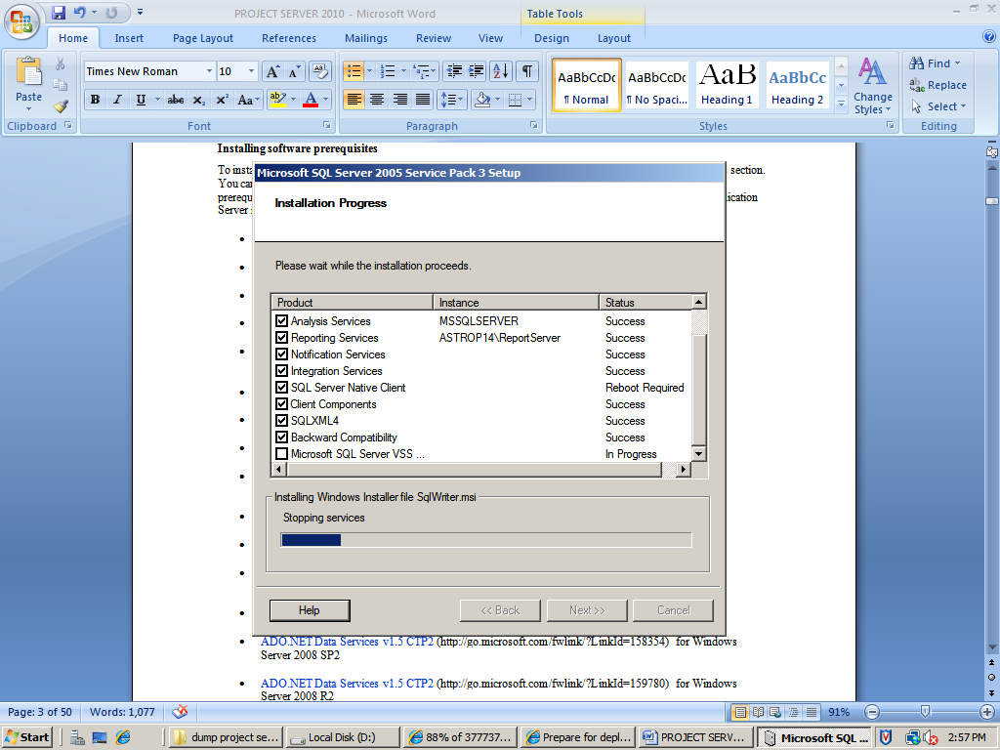 PROJECT SERVER 2010 - Microsoft Word
Table Tools
Home Insert Page Layout References Mailings Review View Design Layout
Paste
Times New Roman 10
B I U abc x₂ x² Aa ab A
AaBbCcDc AaBbCcDc AaB AaBbCc
¶ Normal ¶ No Spaci... Heading 1 Heading 2
Change Styles
Find
Replace
Select
Clipboard Font Paragraph Styles Editing
Installing software prerequisites
To insta
section.
You can
prerequ
ication
Server
Microsoft SQL Server 2005 Service Pack 3 Setup
Installation Progress
Please wait while the installation proceeds.
Product Instance Status
Analysis Services MSSQLSERVER Success
Reporting Services ASTROP14\ReportServer Success
Notification Services Success
Integration Services Success
SQL Server Native Client Reboot Required
Client Components Success
SQLXML4 Success
Backward Compatibility Success
Microsoft SQL Server VSS ... In Progress
Installing Windows Installer file SqlWriter.msi
Stopping services
Help << Back Next >> Cancel
• ADO.NET Data Services v1.5 CTP2 (http://go.microsoft.com/fwlink/?LinkId=158354) for Windows
Server 2008 SP2
• ADO.NET Data Services v1.5 CTP2 (http://go.microsoft.com/fwlink/?LinkId=159780) for Windows
Server 2008 R2
Page: 3 of 50 Words: 1,077 91%
Start dump project se... Local Disk (D:) 88% of 377737... Prepare for depl... PROJECT SERV... Microsoft SQL ... 2:57 PM